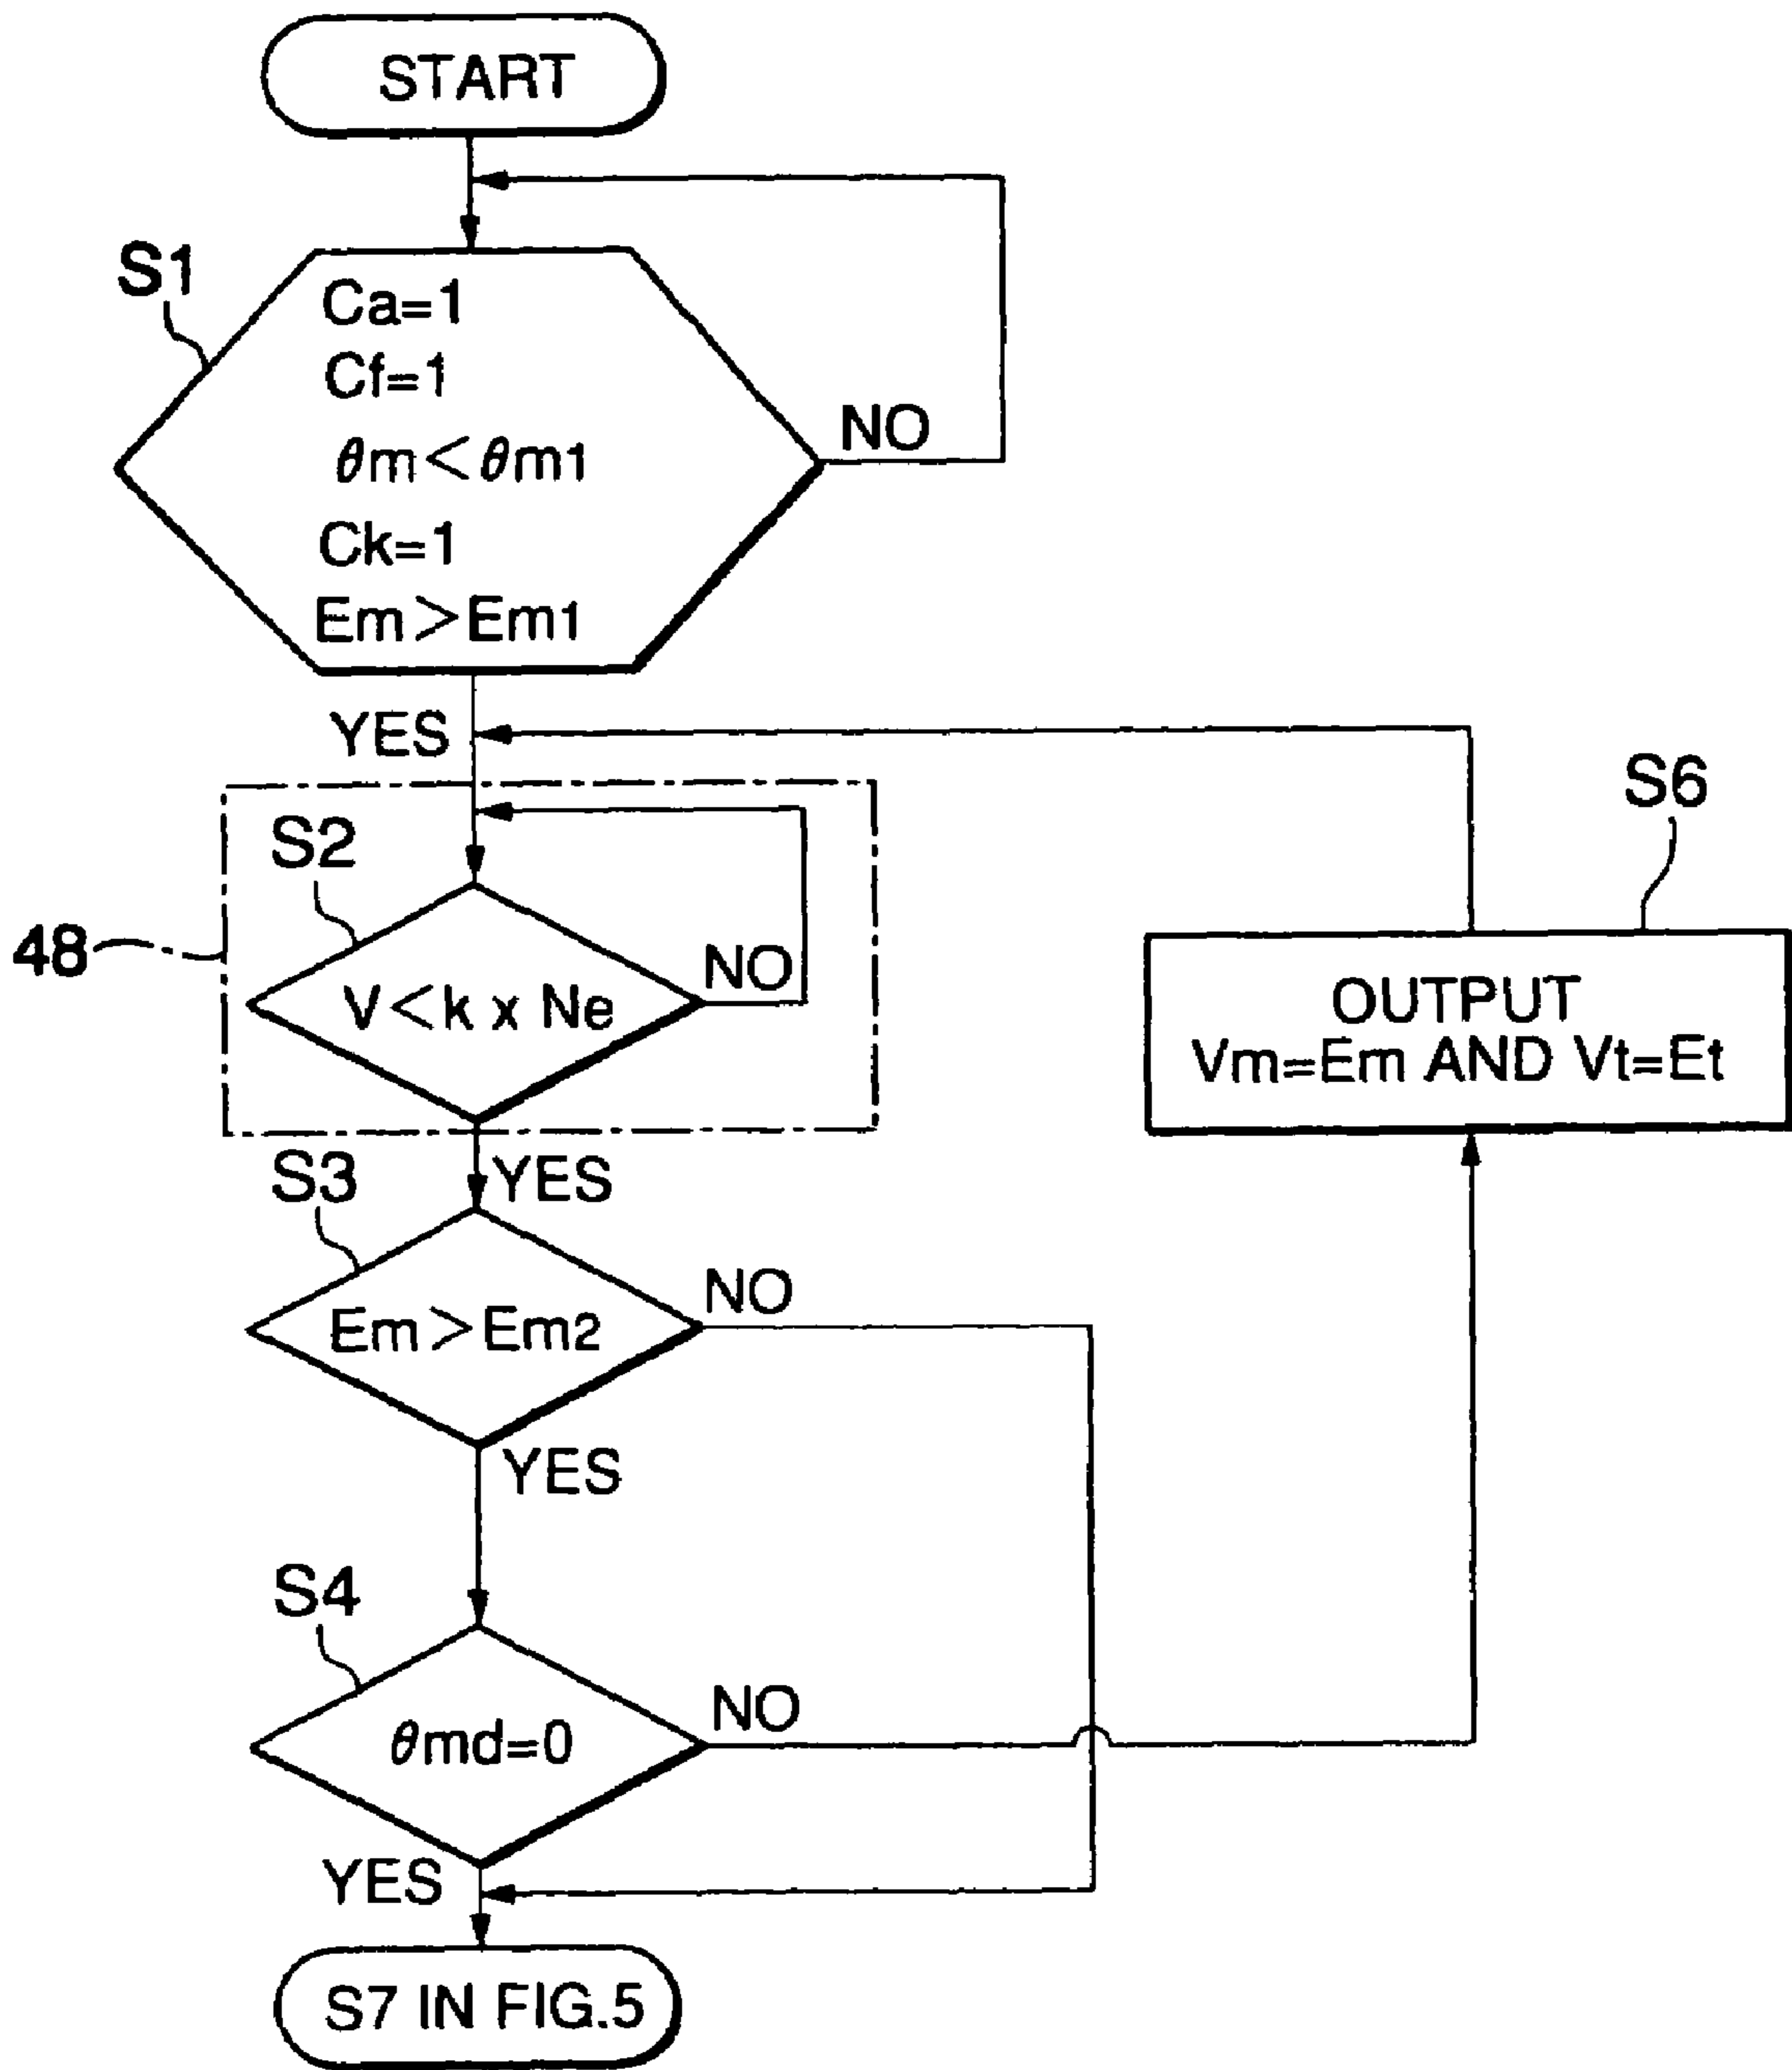 START
S1
Ca=1
Cf=1
θm<θm1
Ck=1
Em>Em1
NO
YES
S2
48
V<k x Ne
NO
S6
OUTPUT
Vm=Em AND Vt=Et
YES
S3
Em>Em2
NO
YES
S4
θmd=0
NO
YES
S7 IN FIG.5